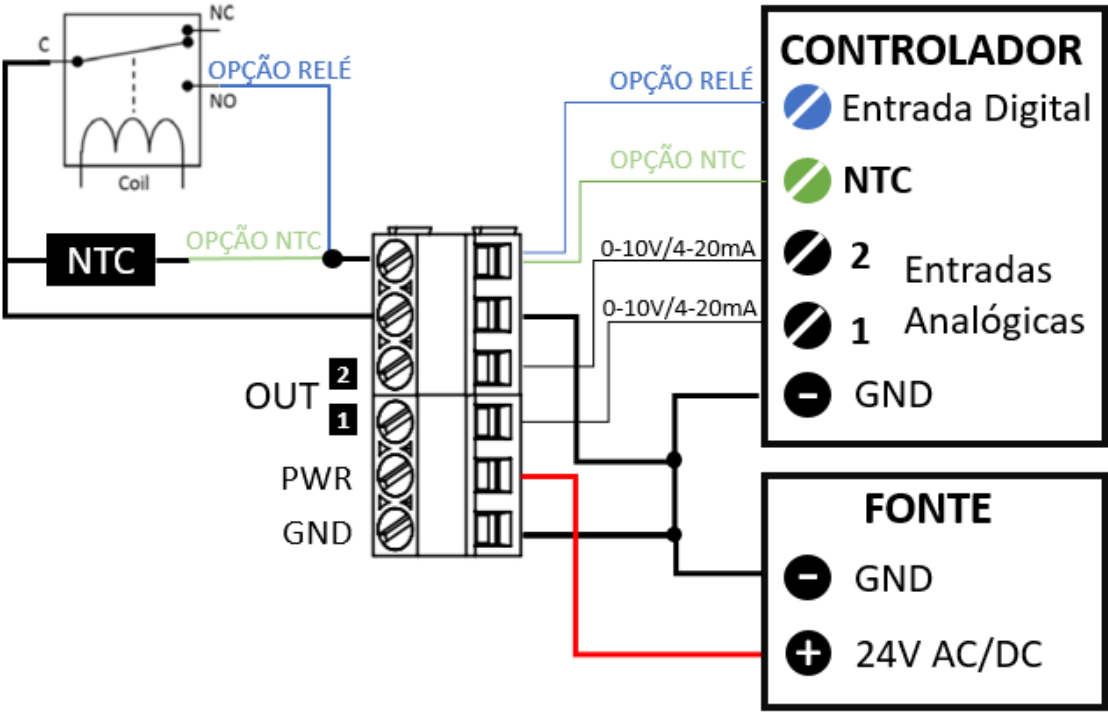 NC
C
OPÇÃO RELÉ
NO
Coil
NTC
OPÇÃO NTC
OUT
2
1
PWR
GND
OPÇÃO RELÉ
OPÇÃO NTC
0-10V/4-20mA
0-10V/4-20mA
CONTROLADOR
Entrada Digital
NTC
2
1
Entradas
Analógicas
GND
FONTE
GND
24V AC/DC